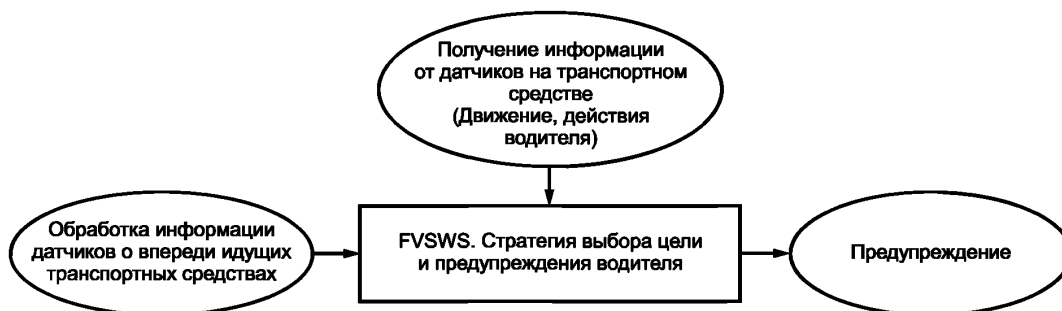 Получение информации
от датчиков на транспортном
средстве
(Движение, действия
водителя)
Обработка информации
датчиков о впереди идущих
транспортных средствах
FVSWS. Стратегия выбора цели
и предупреждения водителя
Предупреждение